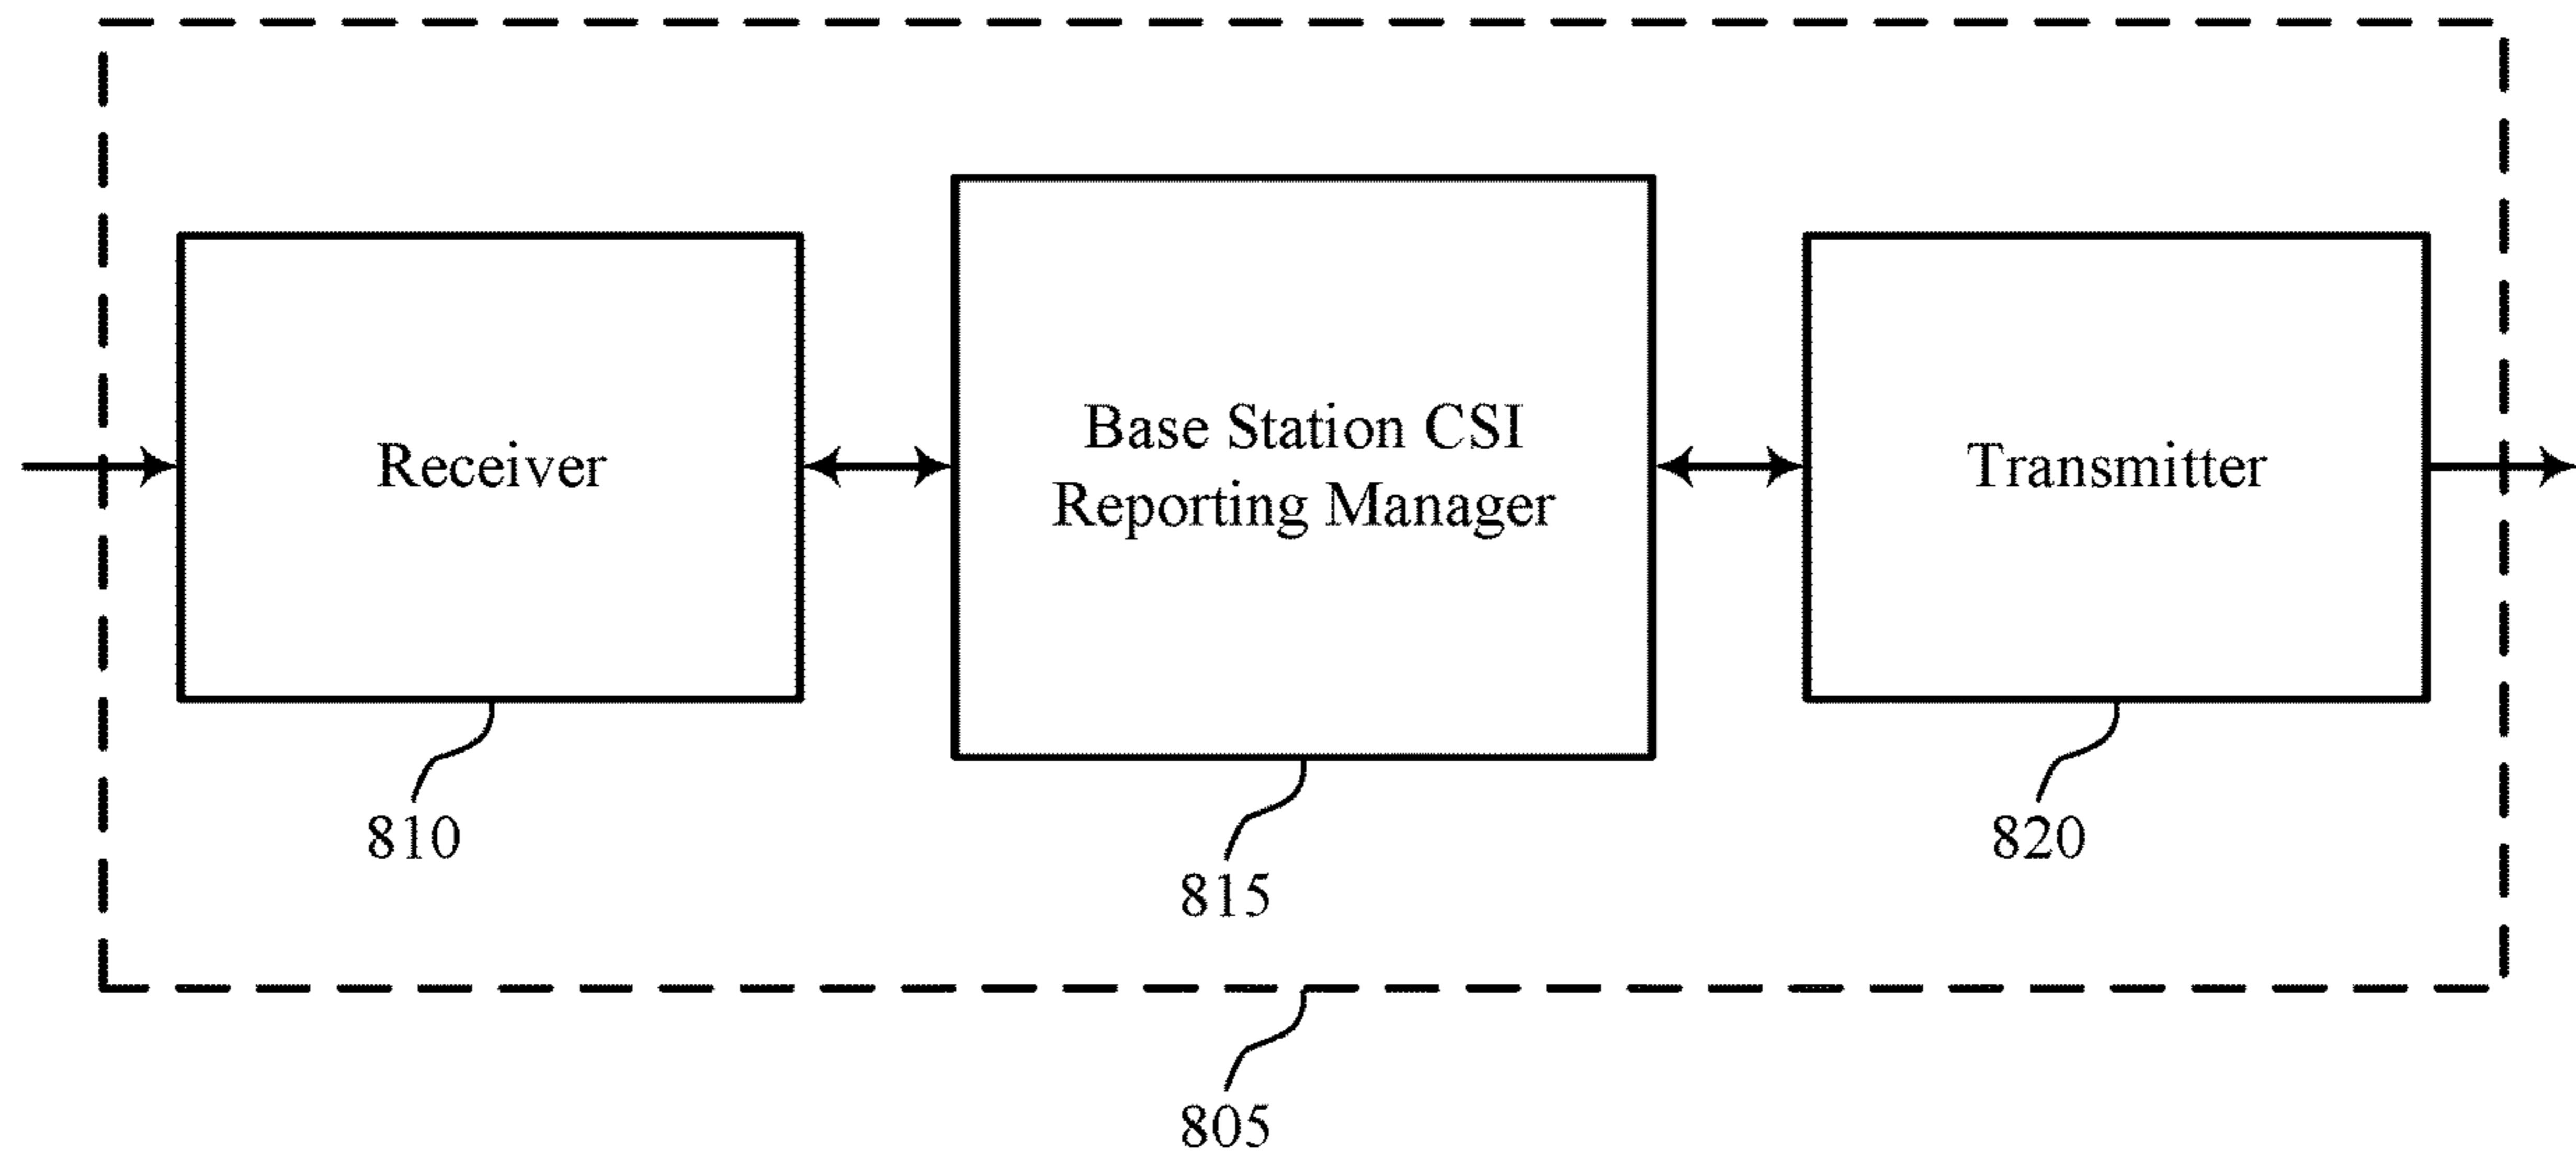 Receiver
Base Station CSI
Reporting Manager
Transmitter
810
815
820
805